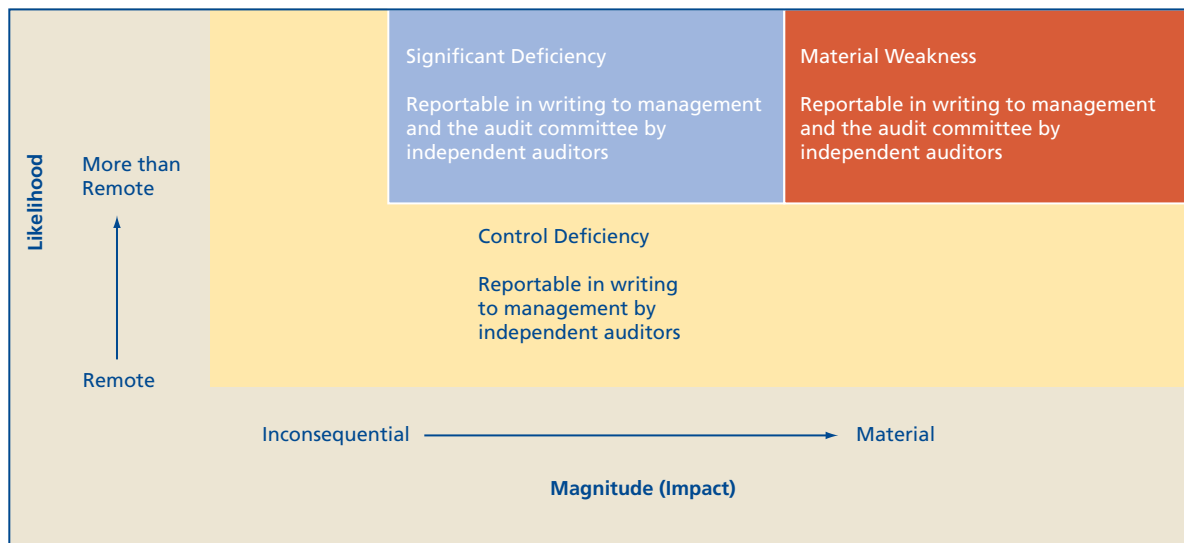 Significant Deficiency
Reportable in writing to management
and the audit committee by
independent auditors
Material Weakness
Reportable in writing to management
and the audit committee by
independent auditors
Likelihood
More than
Remote
Control Deficiency
Reportable in writing
to management by
independent auditors
Remote
Inconsequential
Material
Magnitude (Impact)